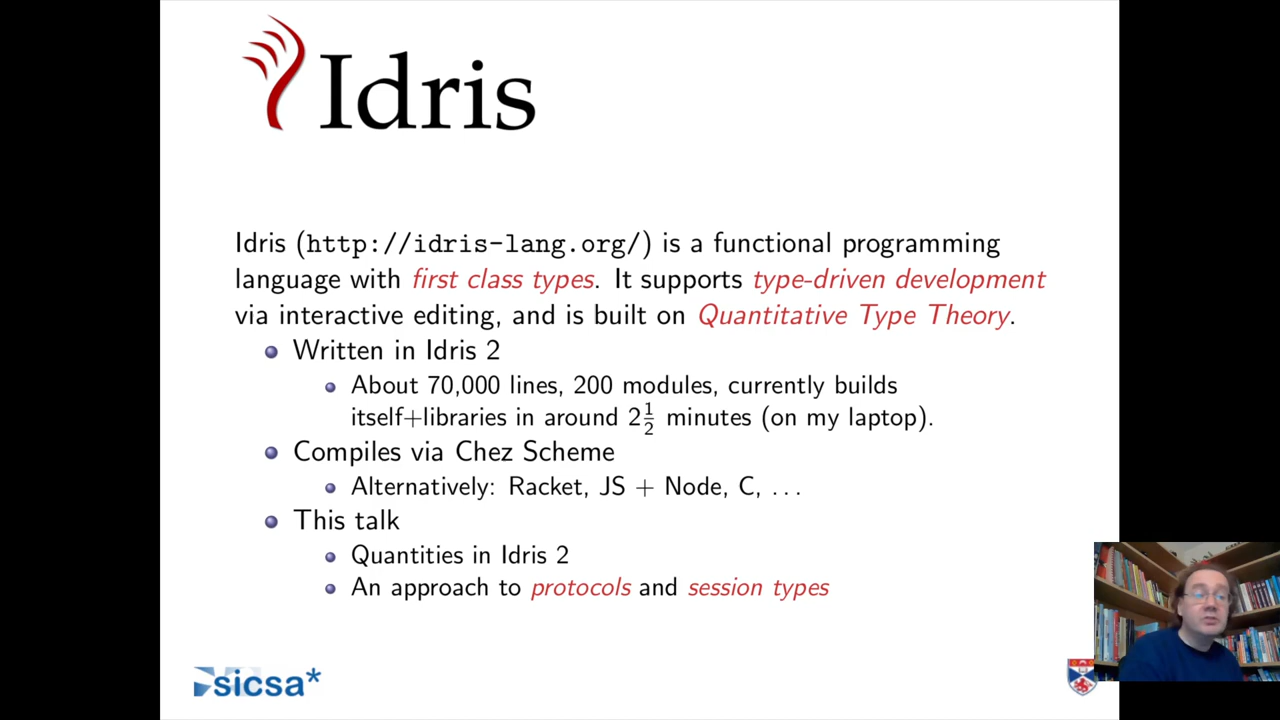 Idris
Idris (http://idris-lang.org/) is a functional programming
language with first class types. It supports type-driven development
via interactive editing, and is built on Quantitative Type Theory.
Written in Idris 2
About 70,000 lines, 200 modules, currently builds
itself+libraries in around 2½ minutes (on my laptop).
Compiles via Chez Scheme
Alternatively: Racket, JS + Node, C, ...
This talk
Quantities in Idris 2
An approach to protocols and session types
sicsa*